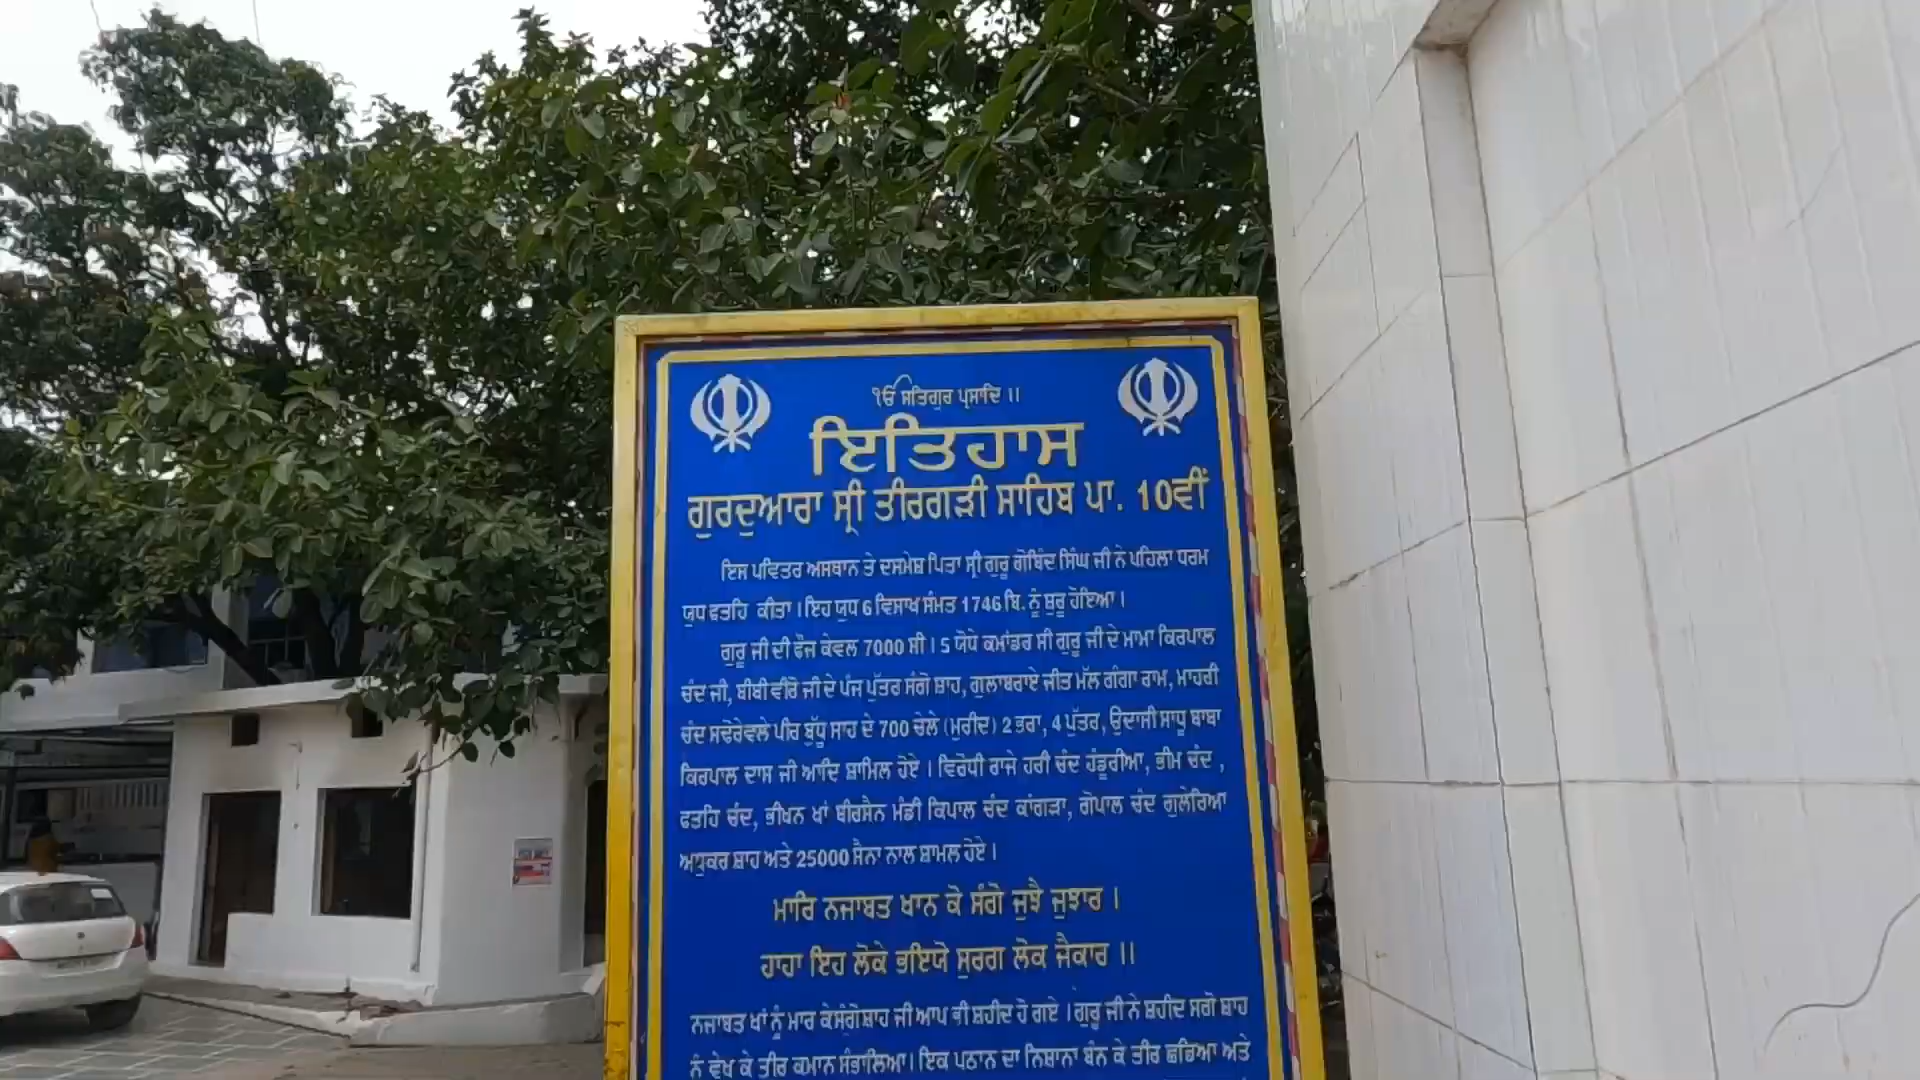 ੴ ਸਤਿਗੁਰ ਪ੍ਰਸਾਦਿ ॥
ਇਤਿਹਾਸ
ਗੁਰਦੁਆਰਾ ਸ੍ਰੀ ਤੀਰਗੜੀ ਸਾਹਿਬ ਪਾ. 10ਵੀਂ
ਇਸ ਪਵਿਤਰ ਅਸਥਾਨ ਤੇ ਦਸਮੇਸ਼ ਪਿਤਾ ਸ੍ਰੀ ਗੁਰੂ ਗੋਬਿੰਦ ਸਿੰਘ ਜੀ ਨੇ ਪਹਿਲਾ ਧਰਮ
ਯੁਧ ਫਤਹਿ ਕੀਤਾ । ਇਹ ਯੁਧ 6 ਵਿਸਾਖ ਸੰਮਤ 1746 ਬਿ. ਨੂੰ ਸ਼ੁਰੂ ਹੋਇਆ ।
ਗੁਰੂ ਜੀ ਦੀ ਫੌਜ ਕੇਵਲ 7000 ਸੀ । 5 ਯੋਧੇ ਕਮਾਂਡਰ ਸੀ ਗੁਰੂ ਜੀ ਦੇ ਮਾਮਾ ਕਿਰਪਾਲ
ਚੰਦ ਜੀ, ਬੀਬੀ ਵੀਰੋ ਜੀ ਦੇ ਪੰਜ ਪੁੱਤਰ ਸੰਗੋ ਸ਼ਾਹ, ਗੁਲਾਬਰਾਏ ਜੀਤ ਮੱਲ ਗੰਗਾ ਰਾਮ, ਮਾਹਰੀ
ਚੰਦ ਸਢੋਰੇਵਲੇ ਪੀਰ ਬੁੱਧੂ ਸਾਹ ਦੇ 700 ਚੇਲੇ (ਮੁਰੀਦ) 2 ਭਰਾ, 4 ਪੁੱਤਰ, ਉਦਾਸੀ ਸਾਧੂ ਬਾਬਾ
ਕਿਰਪਾਲ ਦਾਸ ਜੀ ਆਦਿ ਸ਼ਾਮਿਲ ਹੋਏ । ਵਿਰੋਧੀ ਰਾਜੇ ਹਰੀ ਚੰਦ ਹੰਡੂਰੀਆ, ਭੀਮ ਚੰਦ ,
ਫਤਹਿ ਚੰਦ, ਭੀਖਨ ਖਾਂ ਬੀਰਸੈਨ ਮੰਡੀ ਕਿਪਾਲ ਚੰਦ ਕਾਂਗੜਾ, ਗੋਪਾਲ ਚੰਦ ਗੁਲੇਰਿਆ
ਸ਼ਾਹ ਅਤੇ 25000 ਸੈਨਾ ਨਾਲ ਸ਼ਾਮਲ ਹੋਏ ।
ਮਾਰਿ ਨਜਾਬਤ ਖਾਨ ਕੋ ਸੰਗੋ ਜੁਝੈ ਜੁਝਾਰ ।
ਹਾਹਾ ਇਹ ਲੋਕੇ ਭਇਯੋ ਸੁਰਗ ਲੋਕ ਜੈਕਾਰ ॥
ਨਜਾਬਤ ਖਾਂ ਨੂੰ ਮਾਰ ਕੇ ਸੰਗੋਸ਼ਾਹ ਜੀ ਆਪ ਭੀ ਸ਼ਹੀਦ ਹੋ ਗਏ । ਗੁਰੂ ਜੀ ਨੇ ਸ਼ਹੀਦ ਸਗੋ ਸ਼ਾਹ
ਨੂੰ ਵੇਖ ਕੇ ਤੀਰ ਕਮਾਨ ਸੰਭਾਲਿਆ। ਇਕ ਪਠਾਨ ਦਾ ਨਿਸ਼ਾਨਾ ਬੰਨ ਕੇ ਤੀਰ ਛਡਿਆ ਅਤੇ